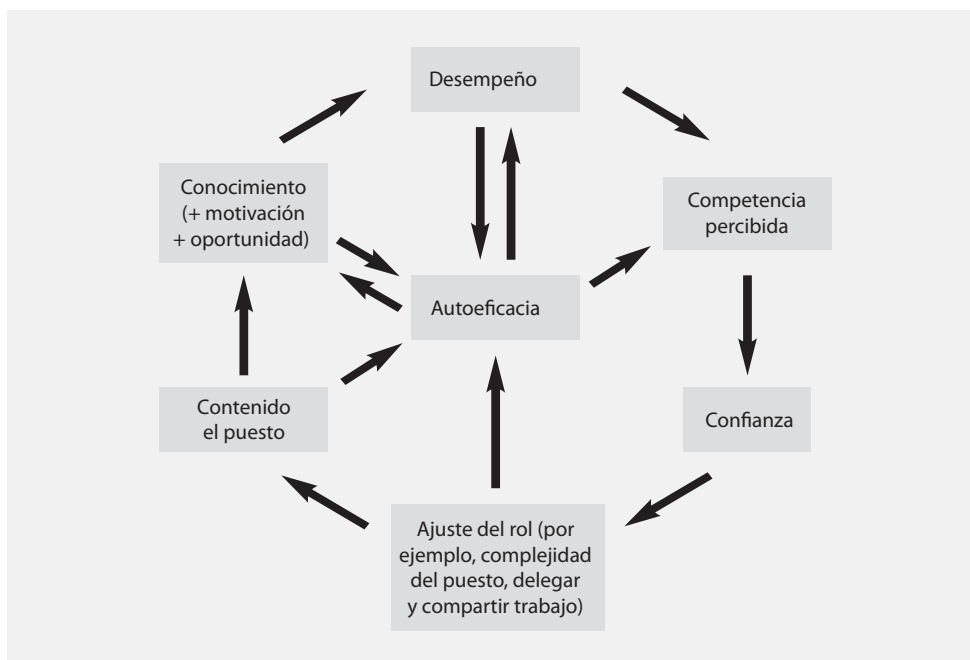 Desempeño
Conocimiento
(+ motivación
+ oportunidad)
Competencia
percibida
Autoeficacia
Contenido
el puesto
Confianza
Ajuste del rol (por
ejemplo, complejidad
del puesto, delegar
y compartir trabajo)